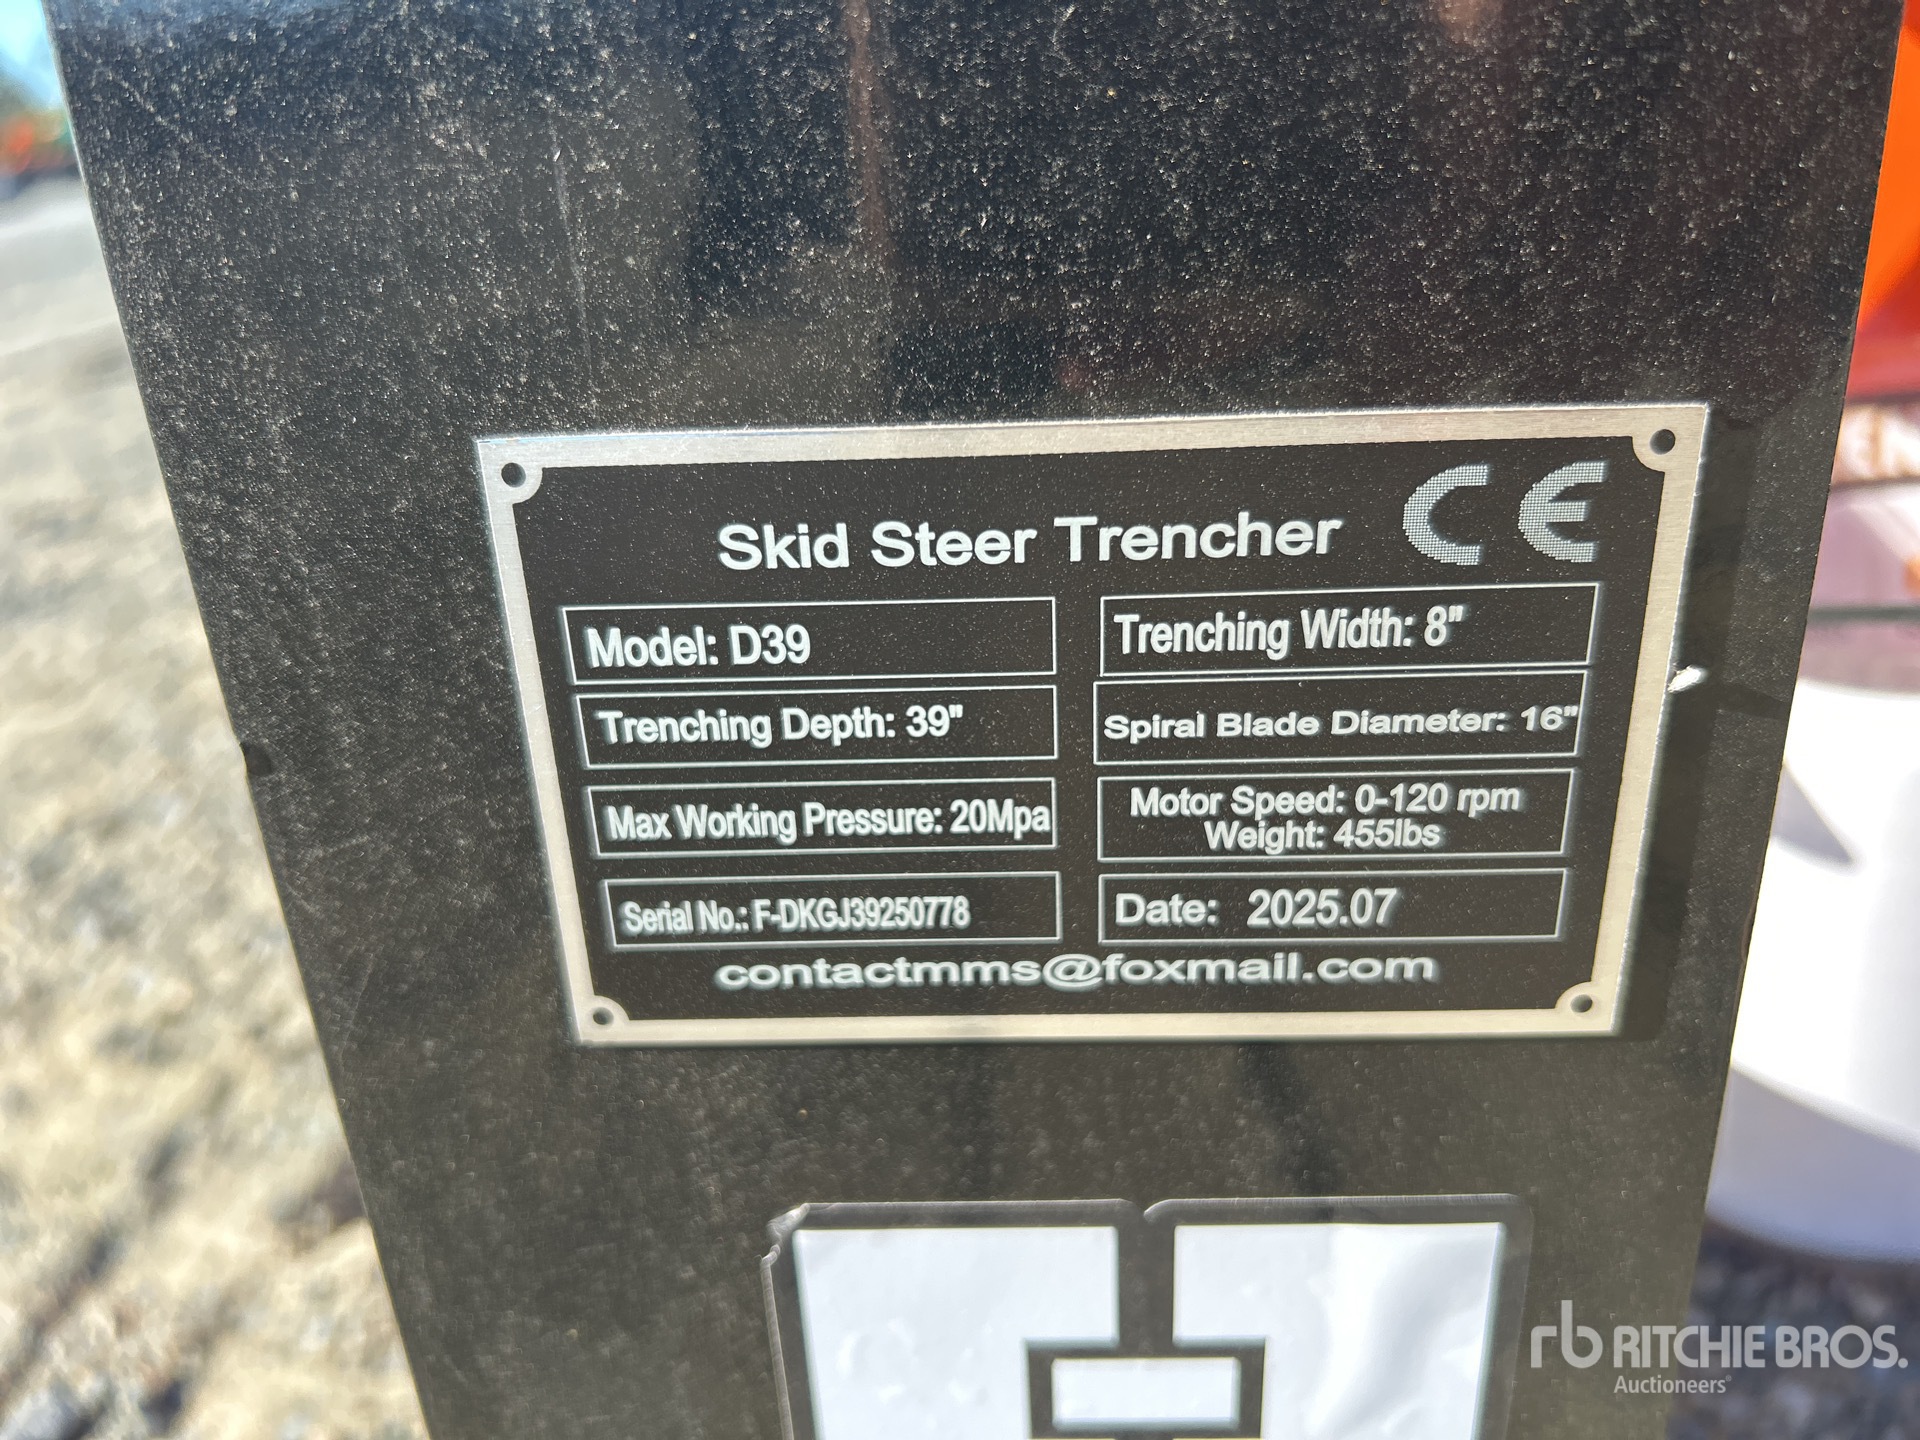 Skid Steer Trencher CE
Model: D39
Trenching Width: 8"
Trenching Depth: 39"
Spiral Blade Diameter: 16"
Max Working Pressure: 20Mpa
Motor Speed: 0-120 rpm
Weight: 455lbs
Serial No.: F-DKGJ39250778
Date: 2025.07
contactmms@foxmail.com
rb RITCHIE BROS.
Auctioneers